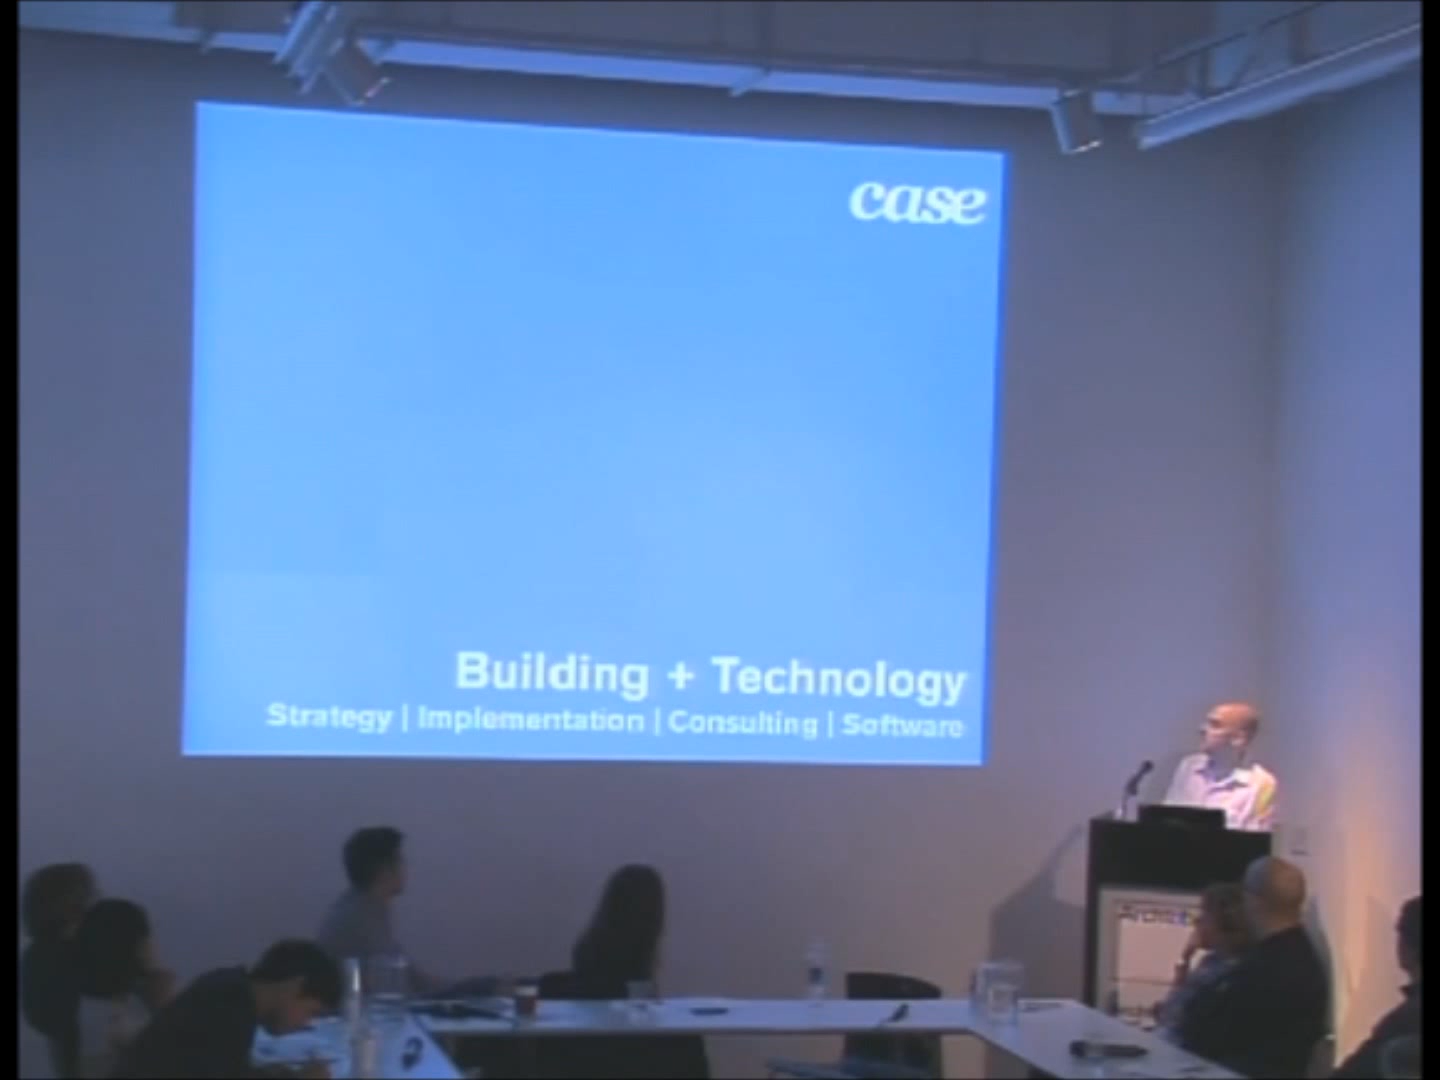 case
Building + Technology
Strategy | Implementation | Consulting | Software